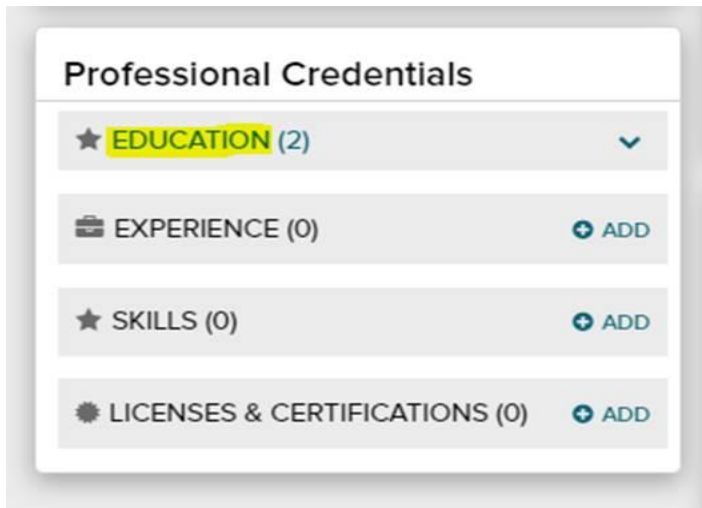 Professional Credentials
EDUCATION (2)
EXPERIENCE (0) ADD
SKILLS (0) ADD
LICENSES & CERTIFICATIONS (0) ADD